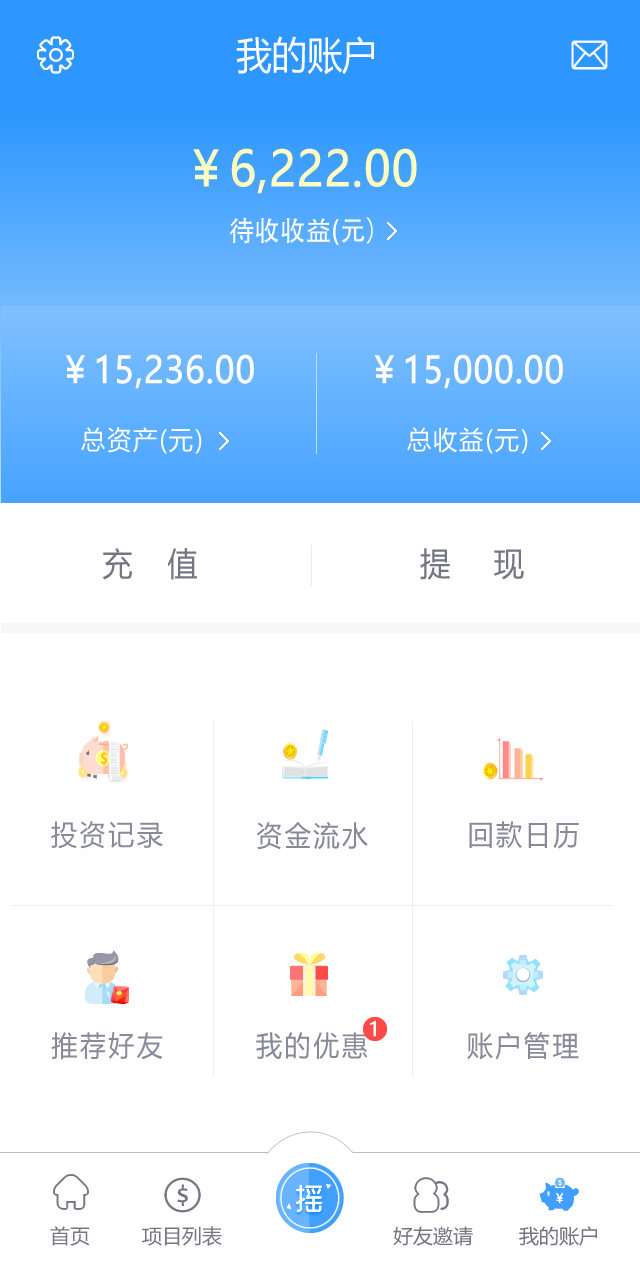 我的账户
¥ 6,222.00
待收收益(元)
¥ 15,236.00 ¥ 15,000.00
总资产(元) 总收益(元)
充 值 提 现
$
投资记录 资金流水 回款日历
推荐好友 我的优惠 1 账户管理
$ 摇 $ ¥
首页 项目列表 好友邀请 我的账户